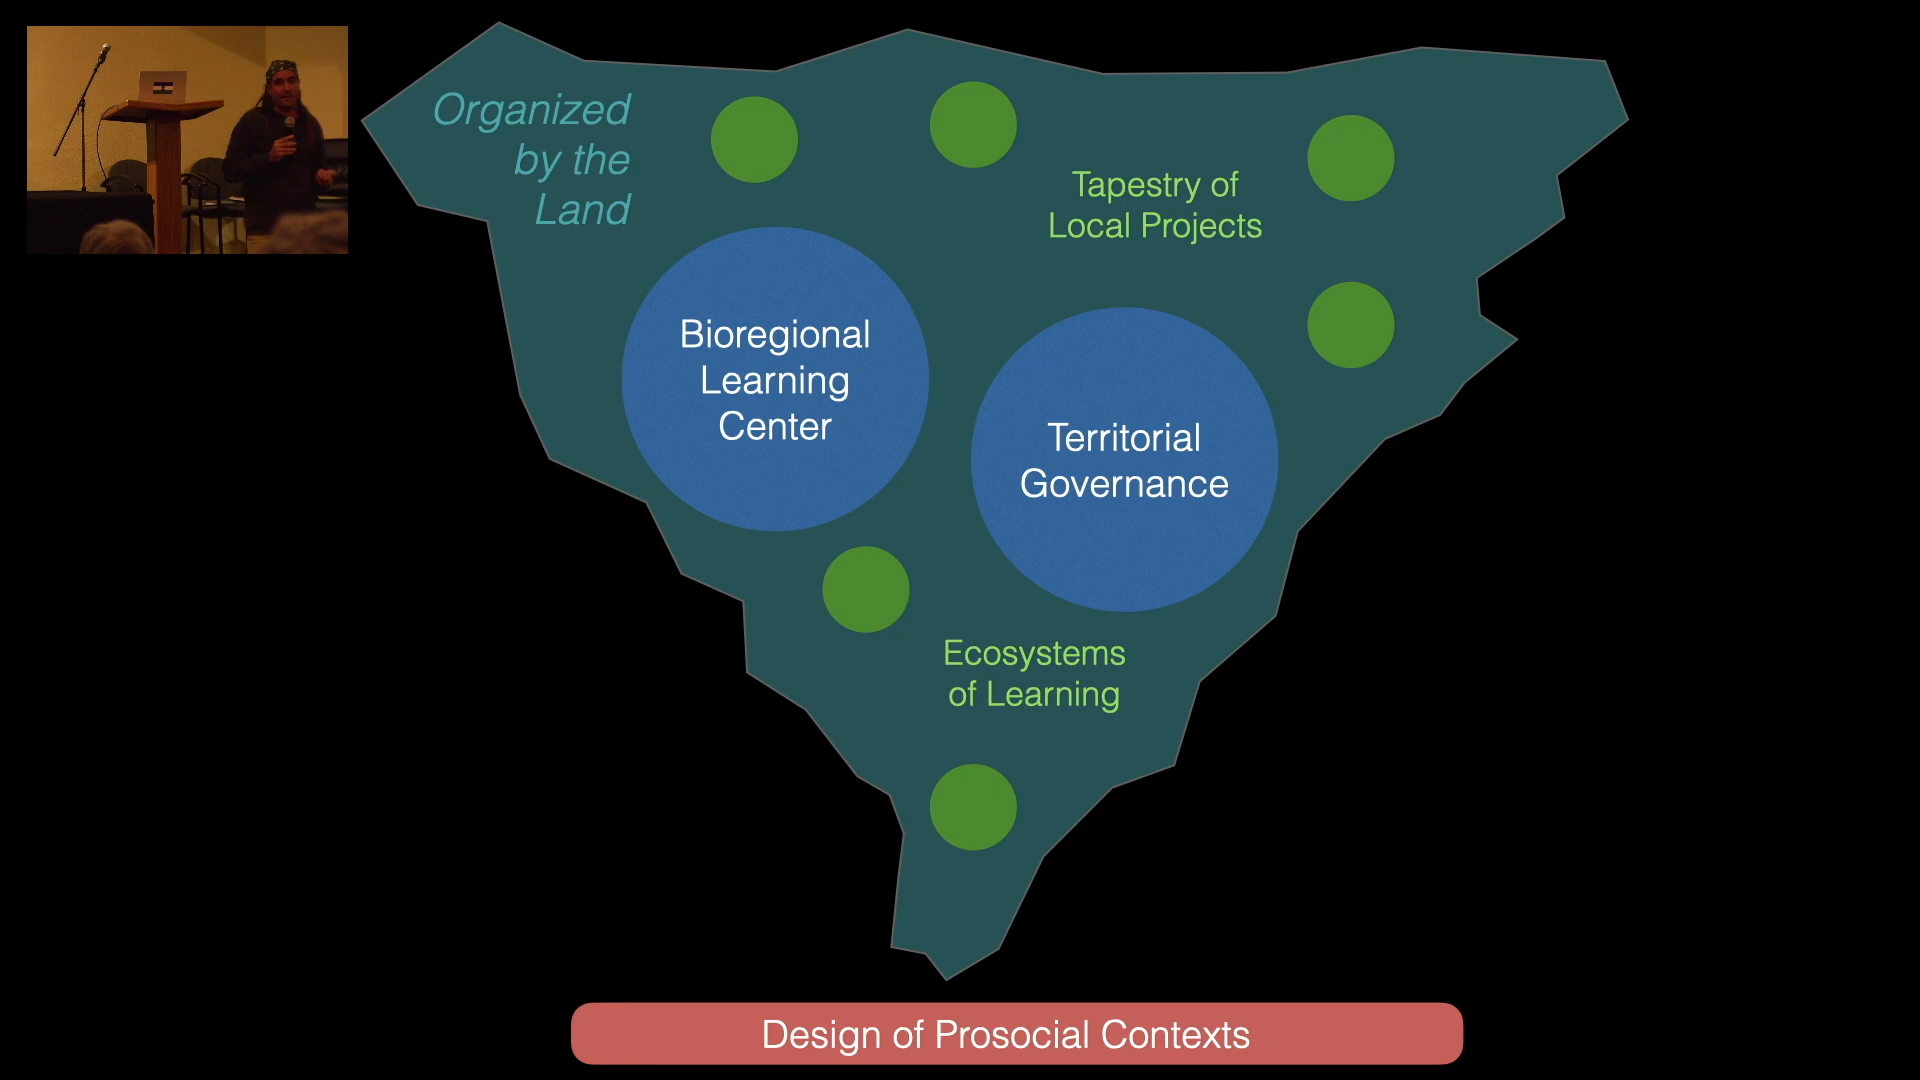 Organized
by the
Land
Tapestry of
Local Projects
Bioregional
Learning
Center
Territorial
Governance
Ecosystems
of Learning
Design of Prosocial Contexts